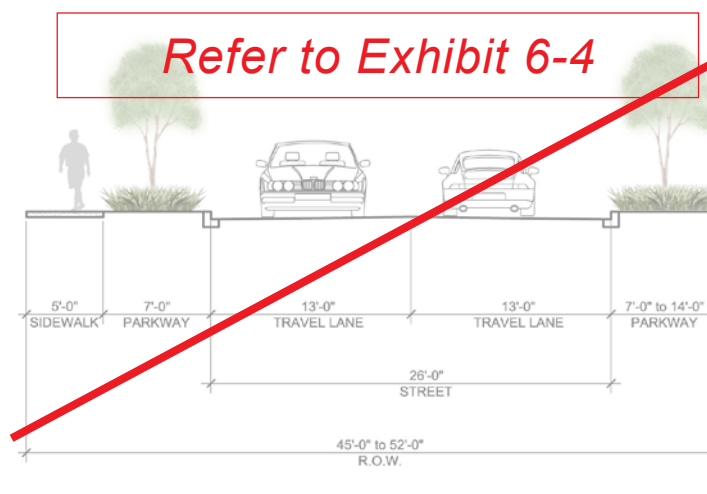 Refer to Exhibit 6-4
5'-0"
SIDEWALK
7'-0"
PARKWAY
13'-0"
TRAVEL LANE
13'-0"
TRAVEL LANE
7'-0" to 14'-0"
PARKWAY
26'-0"
STREET
45'-0" to 52'-0"
R.O.W.